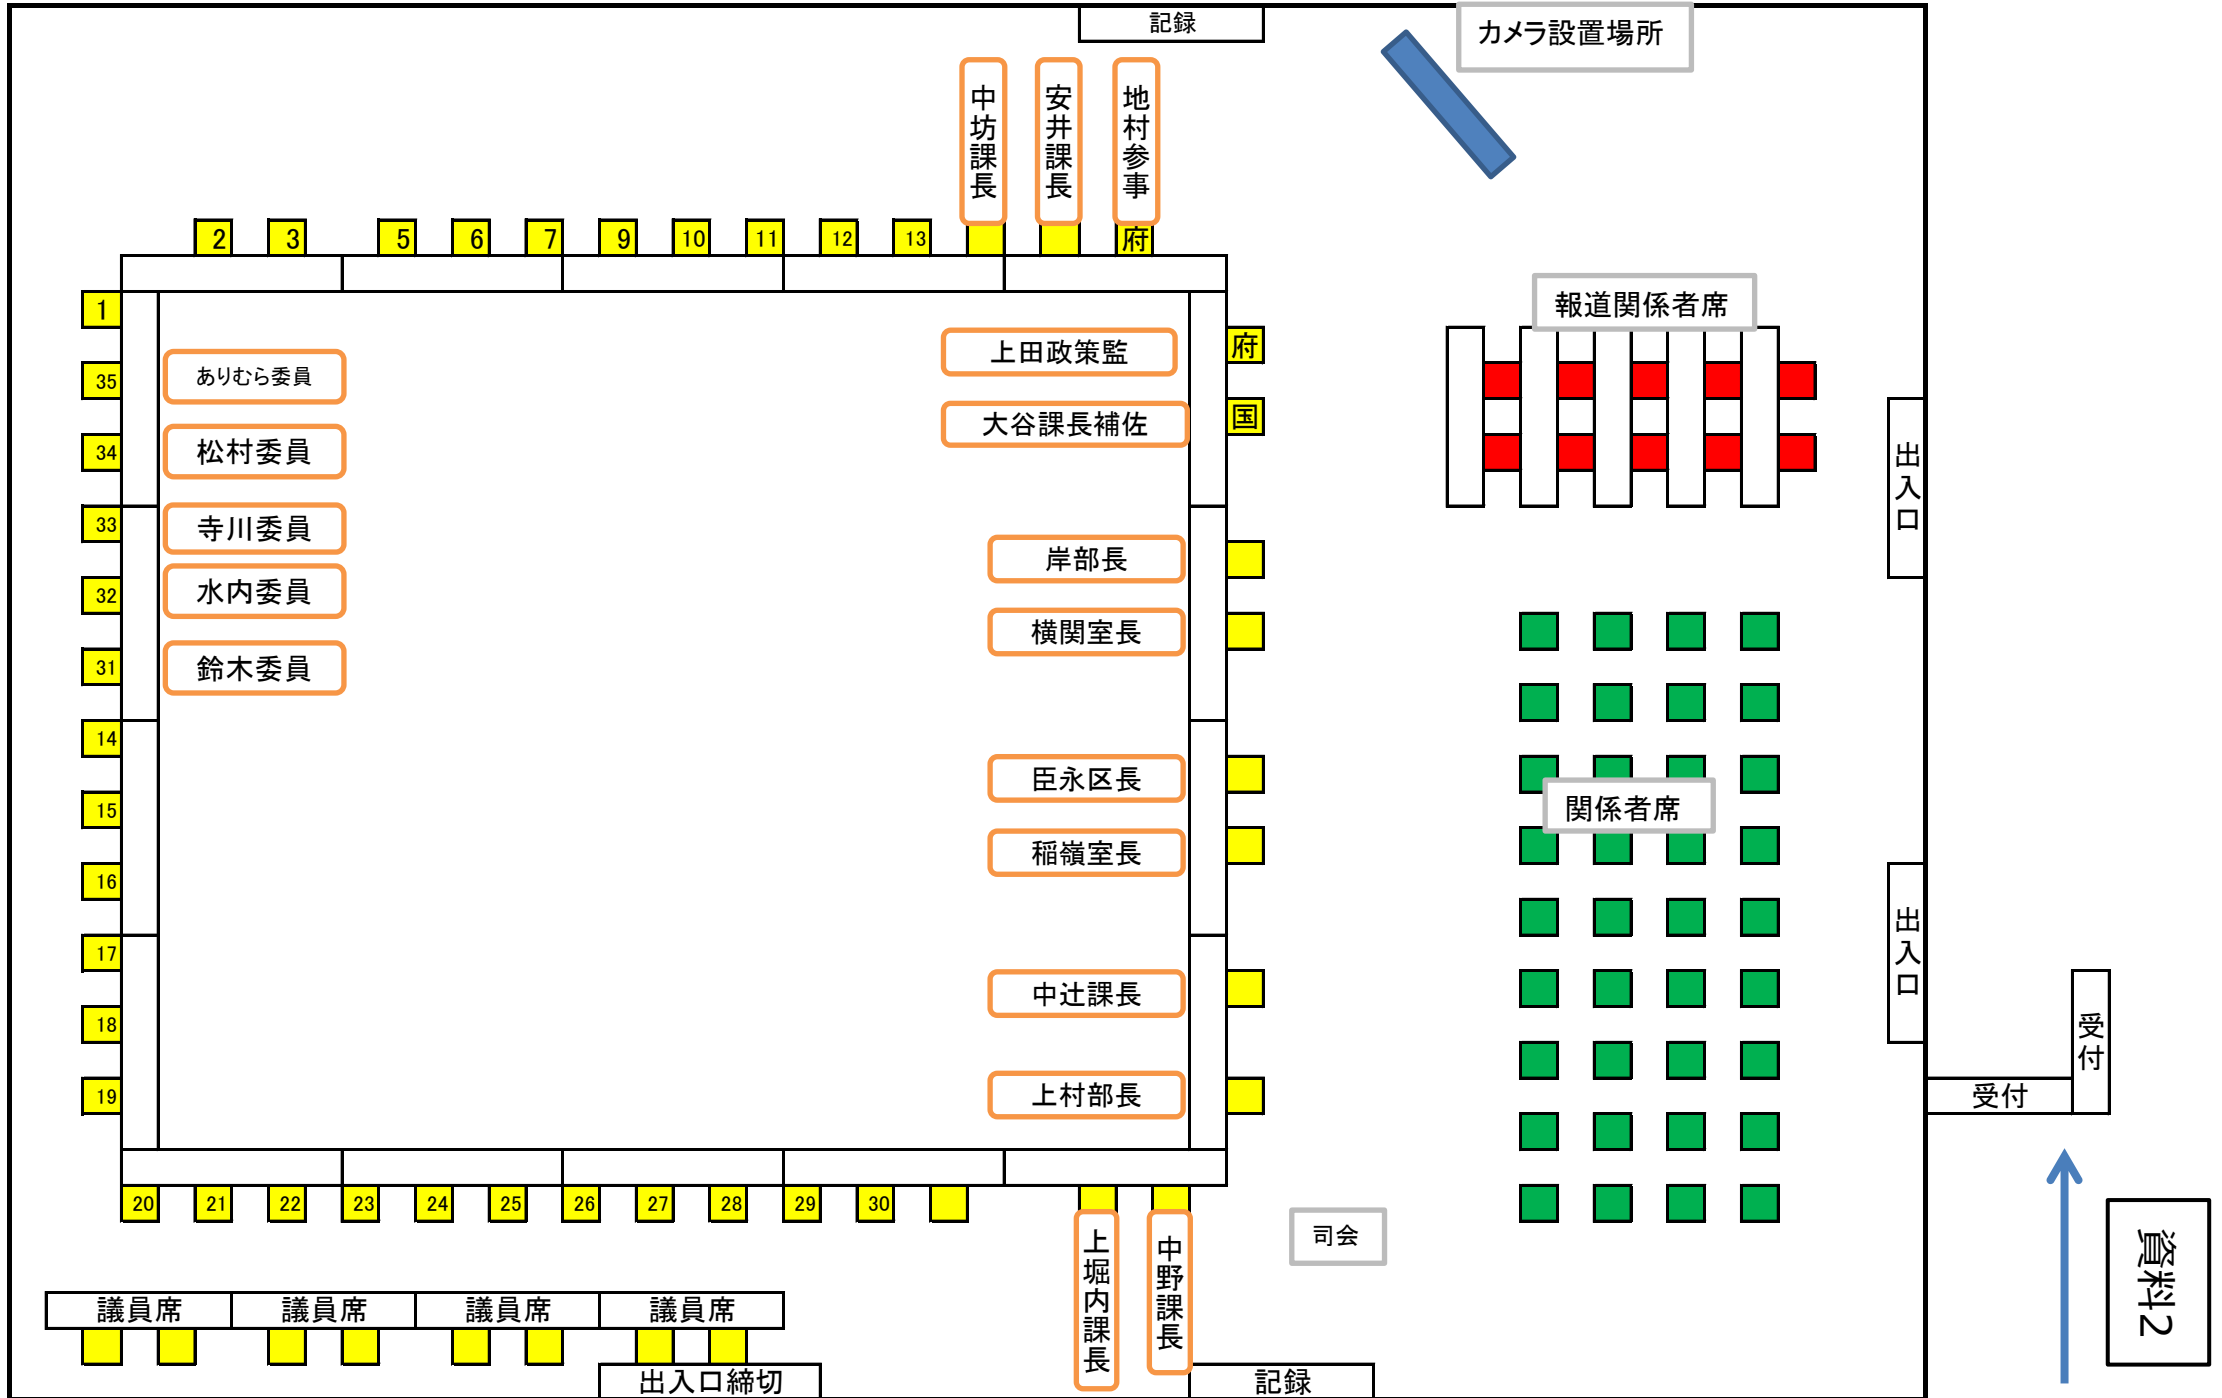 記録
カメラ設置場所
中坊課長
安井課長
地村参事
2
3
5
6
7
9
10
11
12
13
府
1
35
34
33
32
31
14
15
16
17
18
19
ありむら委員
松村委員
寺川委員
水内委員
鈴木委員
上田政策監
大谷課長補佐
岸部長
横関室長
臣永区長
稲嶺室長
中辻課長
上村部長
府
国
報道関係者席
関係者席
出入口
出入口
受付
受付
20
21
22
23
24
25
26
27
28
29
30
上堀内課長
中野課長
司会
議員席
議員席
議員席
議員席
出入口締切
記録
資料2